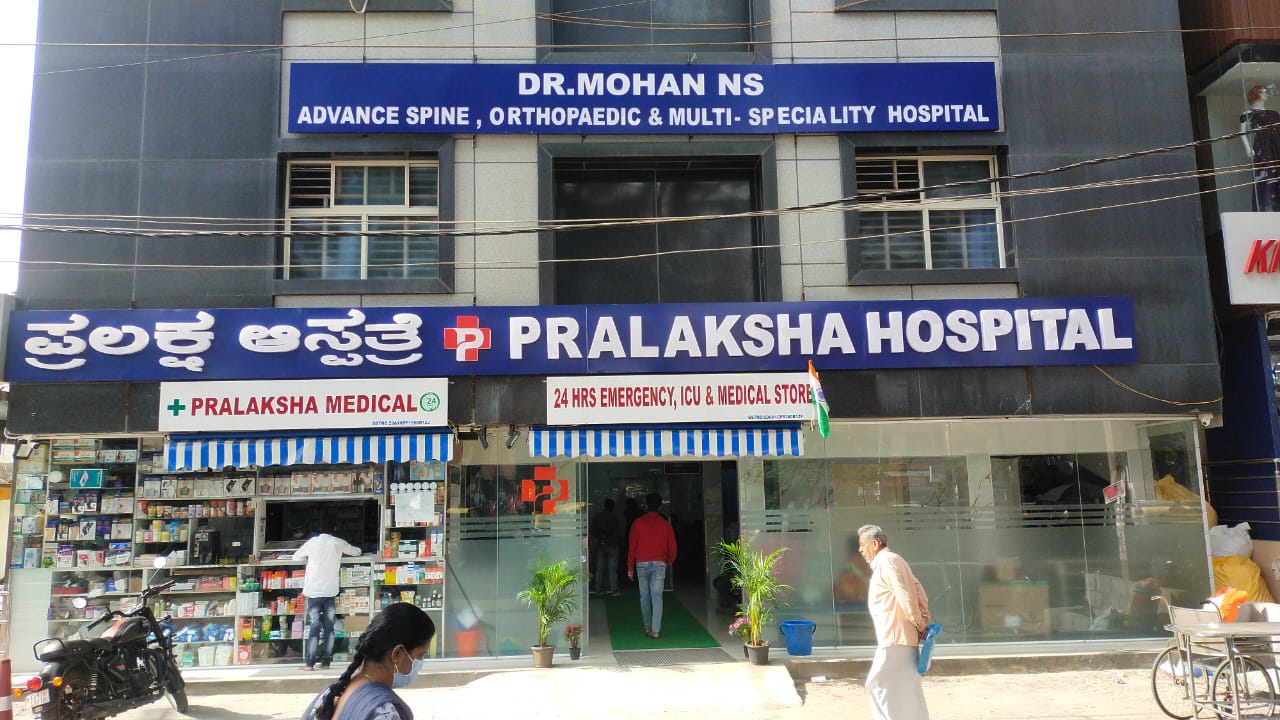 DR.MOHAN NS
ADVANCE SPINE , ORTHOPAEDIC & MULTI- SPECIALITY HOSPITAL
ಪ್ರಲಕ್ಷ ಆಸ್ಪತ್ರೆ P PRALAKSHA HOSPITAL
+ PRALAKSHA MEDICAL 24
24 HRS EMERGENCY, ICU & MEDICAL STORE